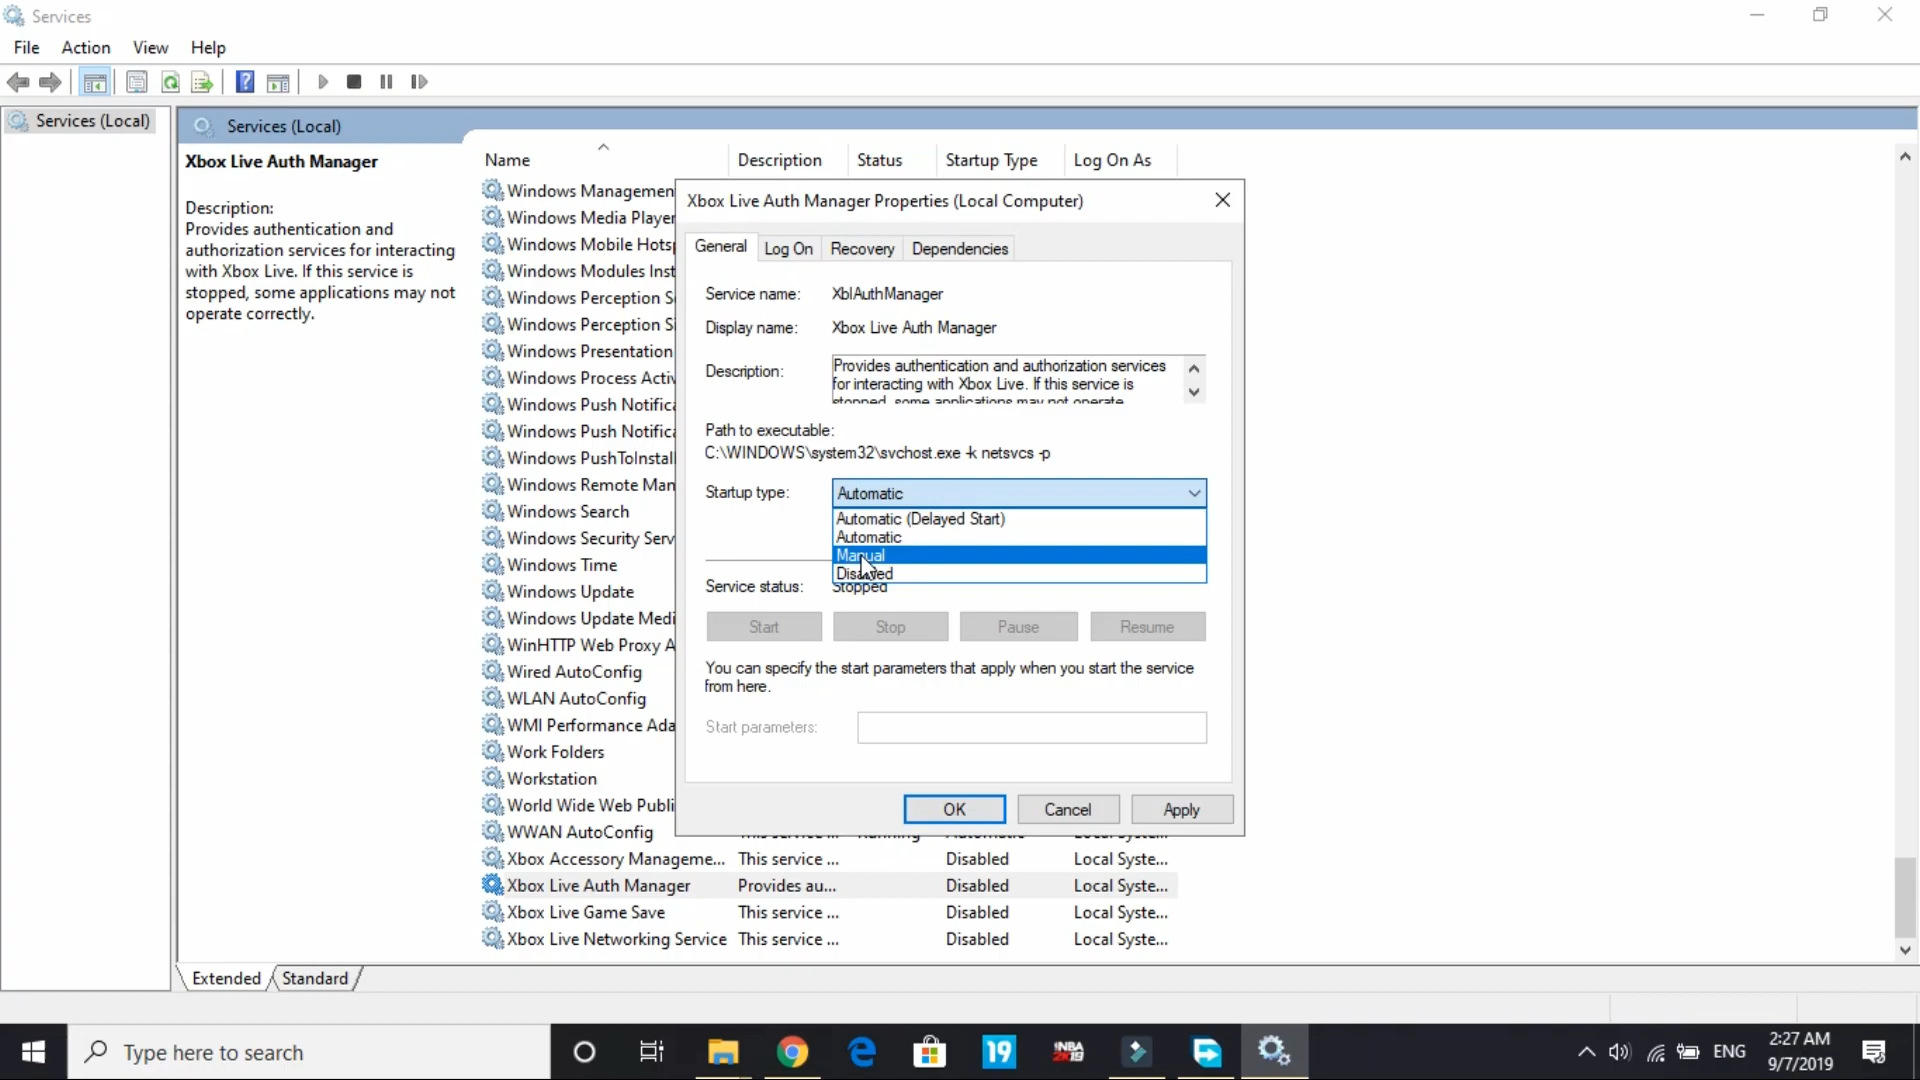 Services
File Action View Help
Services (Local)
Services (Local)
Xbox Live Auth Manager
Description:
Provides authentication and
authorization services for interacting
with Xbox Live. If this service is
stopped, some applications may not
operate correctly.
Name Description Status Startup Type Log On As
Windows Managemen
Windows Media Player
Windows Mobile Hots
Windows Modules Inst
Windows Perception S
Windows Perception Si
Windows Presentation
Windows Process Activ
Windows Push Notifica
Windows Push Notifica
Windows PushToInstall
Windows Remote Man
Windows Search
Windows Security Serv
Windows Time
Windows Update
Windows Update Medi
WinHTTP Web Proxy A
Wired AutoConfig
WLAN AutoConfig
WMI Performance Ada
Work Folders
Workstation
World Wide Web Publi
WWAN AutoConfig
Xbox Accessory Manageme... This service ... Disabled Local Syste...
Xbox Live Auth Manager Provides au... Disabled Local Syste...
Xbox Live Game Save This service ... Disabled Local Syste...
Xbox Live Networking Service This service ... Disabled Local Syste...
Xbox Live Auth Manager Properties (Local Computer)
General Log On Recovery Dependencies
Service name: XblAuthManager
Display name: Xbox Live Auth Manager
Description: Provides authentication and authorization services
for interacting with Xbox Live. If this service is
stopped, some applications may not operate
Path to executable:
C:\WINDOWS\system32\svchost.exe -k netsvcs -p
Startup type: Automatic
Automatic (Delayed Start)
Automatic
Manual
Disabled
Service status: Stopped
Start Stop Pause Resume
You can specify the start parameters that apply when you start the service
from here.
Start parameters:
OK Cancel Apply
Extended Standard
Type here to search
19
NBA
2K19
ENG
2:27 AM
9/7/2019